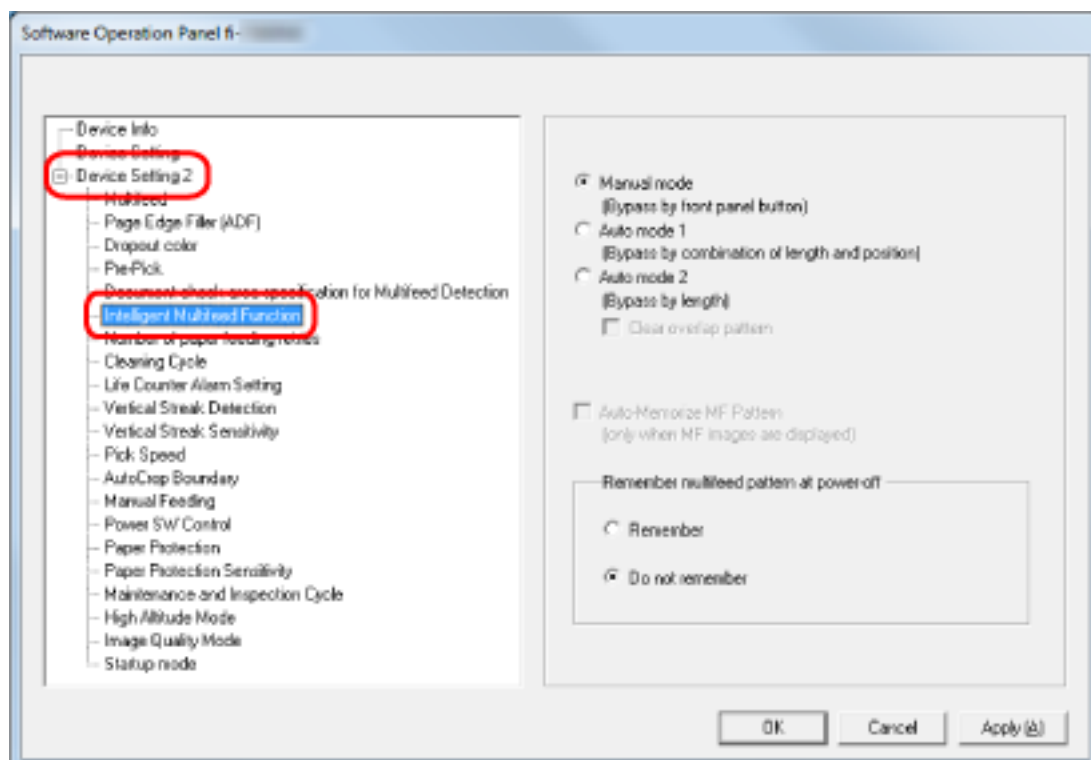 Software Operation Panel fi-
Device Info
Device Setting
Device Setting 2
Multifeed
Page Edge Filler (ADF)
Dropout color
Pre-Pick
Document check area specification for Multifeed Detection
Intelligent Multifeed Function
Number of paper feeding retries
Cleaning Cycle
Life Counter Alarm Setting
Vertical Streak Detection
Vertical Streak Sensitivity
Pick Speed
AutoCrop Boundary
Manual Feeding
Power SW Control
Paper Protection
Paper Protection Sensitivity
Maintenance and Inspection Cycle
High Altitude Mode
Image Quality Mode
Startup mode
Manual mode
(Bypass by front panel button)
Auto mode 1
(Bypass by combination of length and position)
Auto mode 2
(Bypass by length)
Clear overlap pattern
Auto-Memorize MF Pattern
(only when MF images are displayed)
Remember multifeed pattern at power-off
Remember
Do not remember
OK
Cancel
Apply (A)